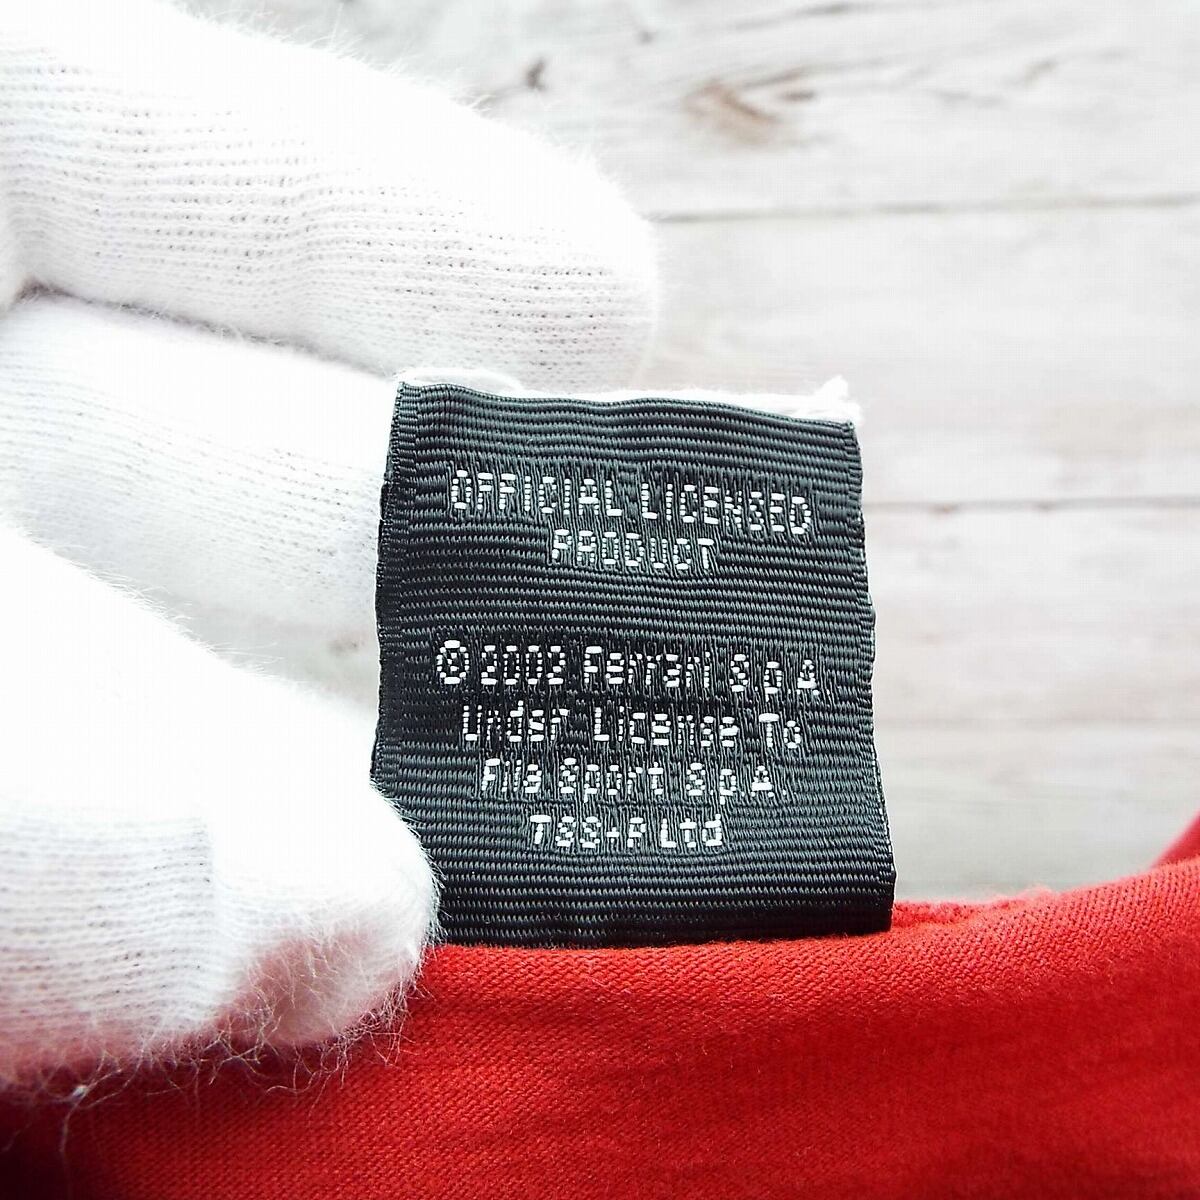 OFFICIAL LICENSED
PRODUCT
© 2002 Ferrari S.p.A
Under License To
Fila Sport S.p.A
TSS-P Ltd